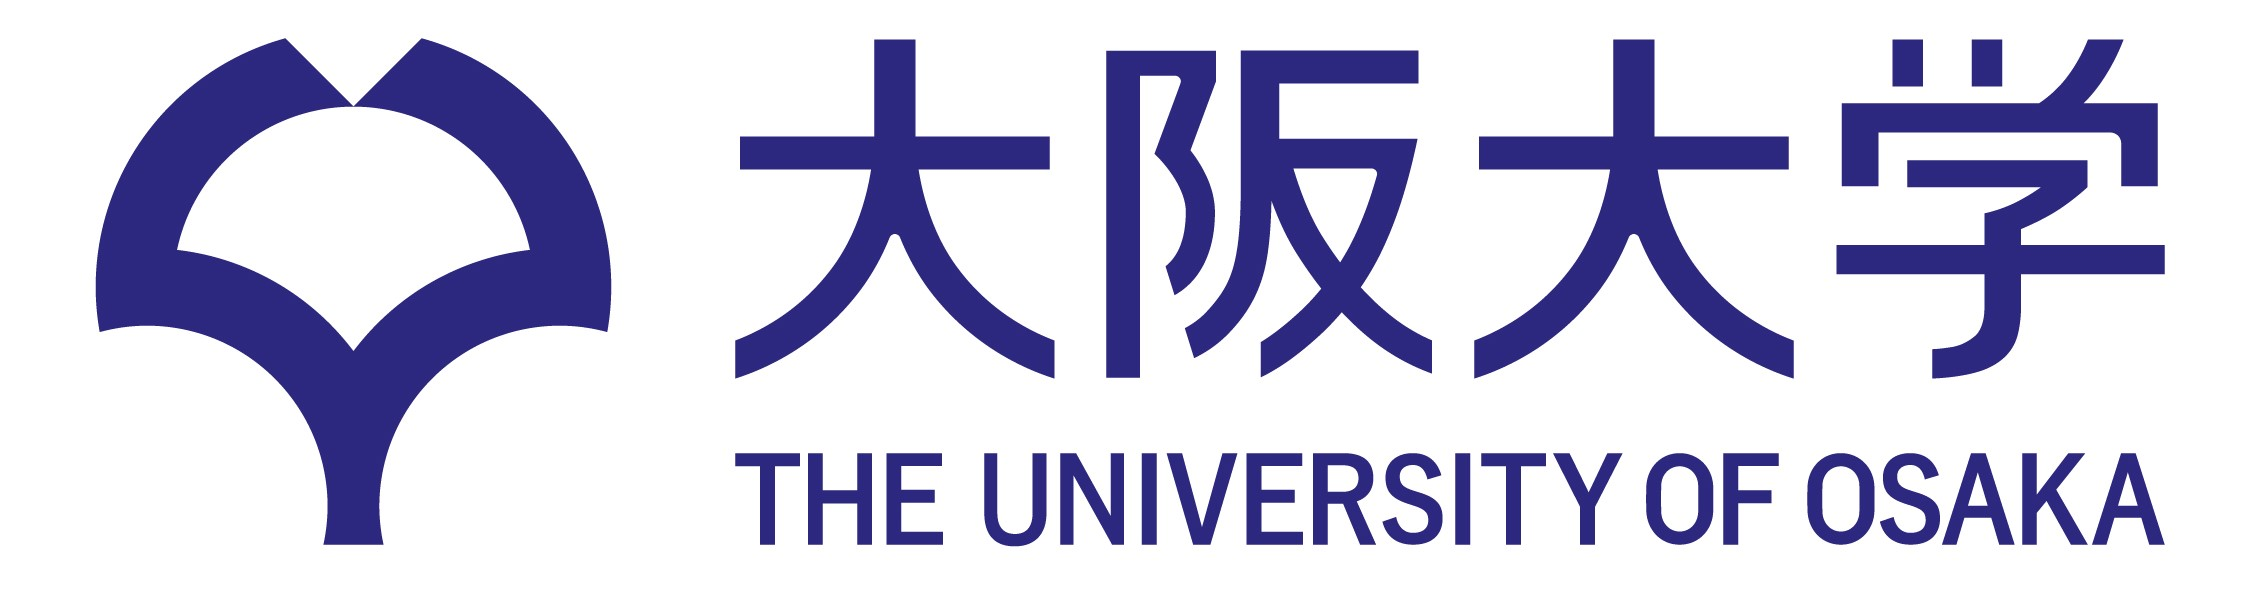 大阪大学
THE UNIVERSITY OF OSAKA